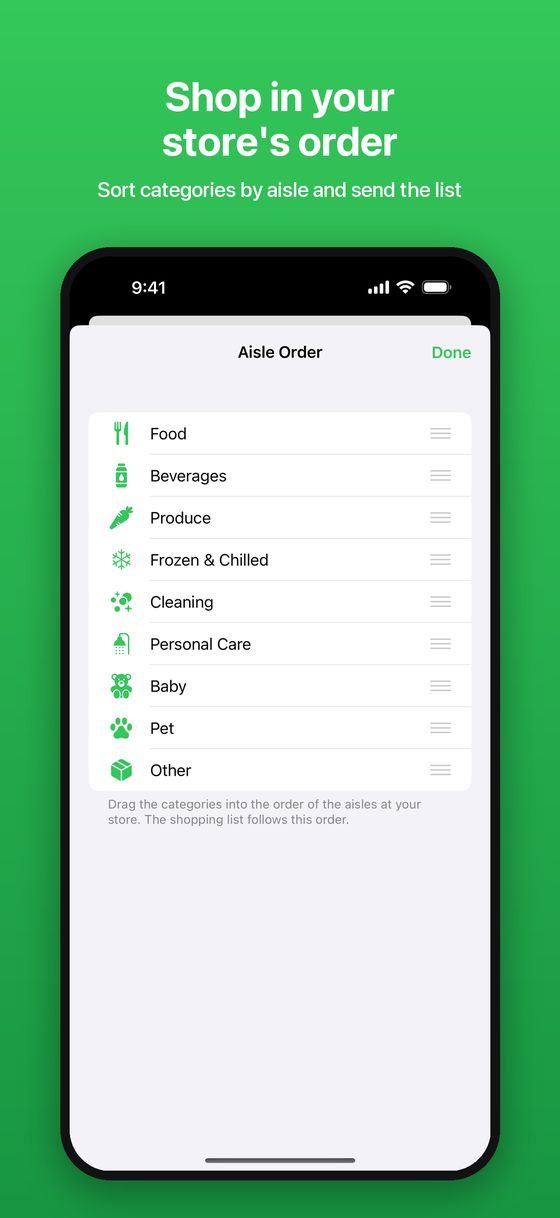 Shop in your
store's order
Sort categories by aisle and send the list
9:41
Aisle Order
Done
Food
Beverages
Produce
Frozen & Chilled
Cleaning
Personal Care
Baby
Pet
Other
Drag the categories into the order of the aisles at your
store. The shopping list follows this order.